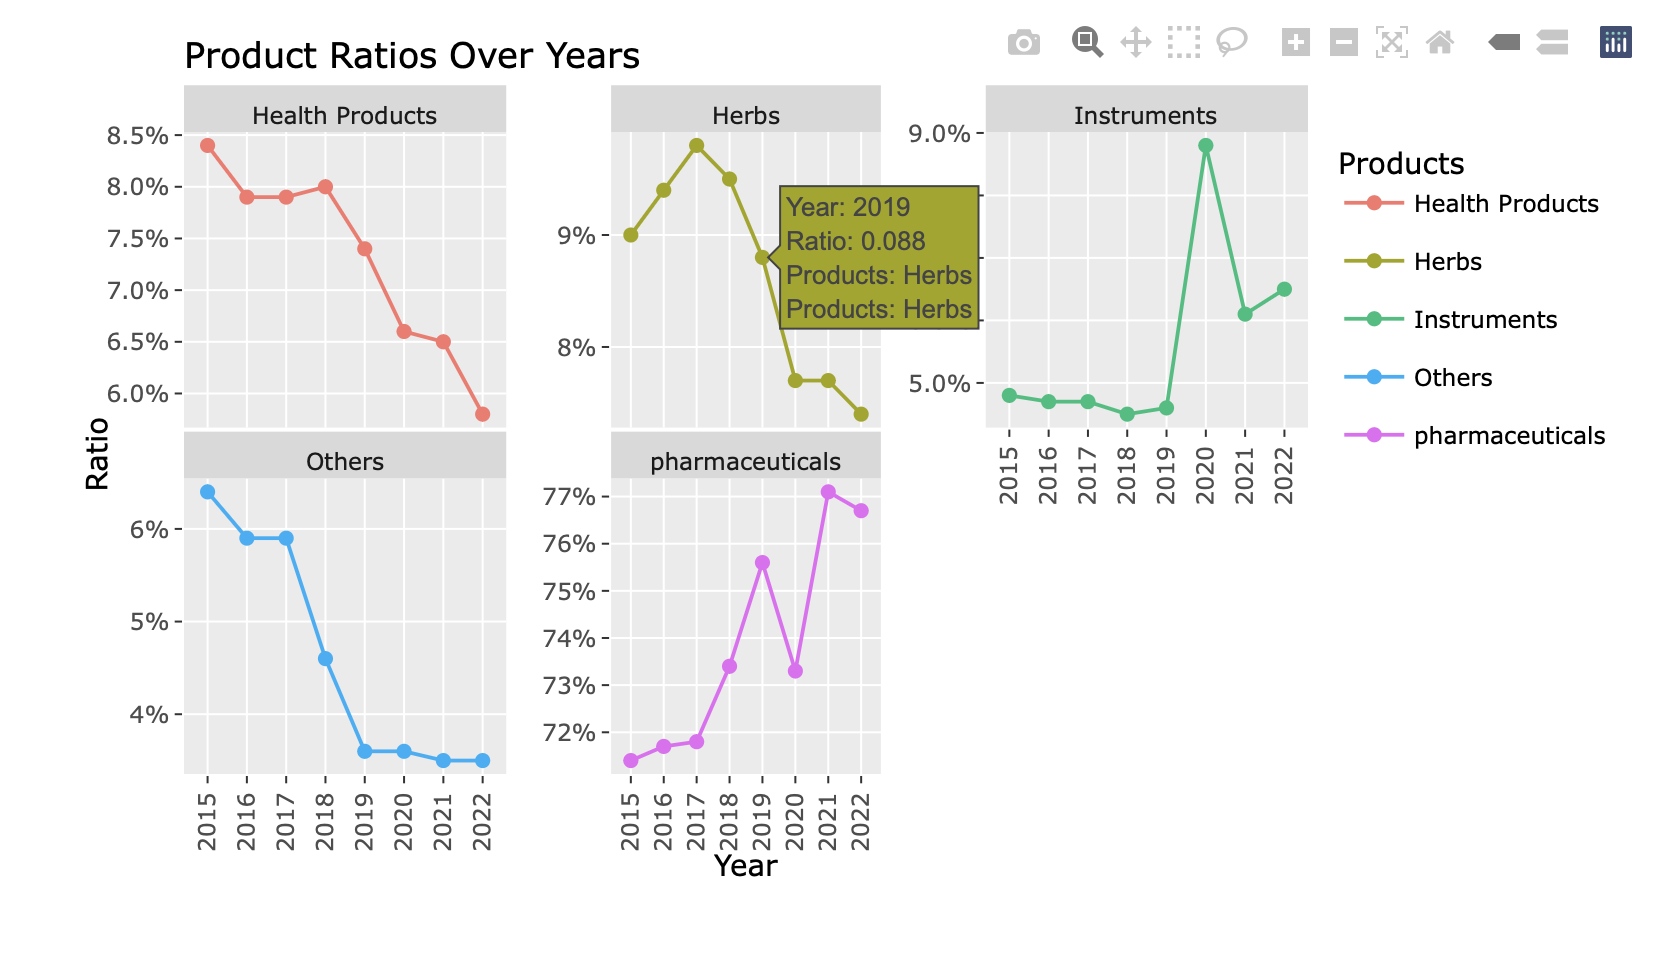 Product Ratios Over Years
Health Products
8.5%
8.0%
7.5%
7.0%
6.5%
6.0%
Herbs
9%
8%
Year: 2019
Ratio: 0.088
Products: Herbs
Products: Herbs
Instruments
9.0%
5.0%
2015
2016
2017
2018
2019
2020
2021
2022
Products
Health Products
Herbs
Instruments
Others
pharmaceuticals
Ratio
Others
6%
5%
4%
2015
2016
2017
2018
2019
2020
2021
2022
pharmaceuticals
77%
76%
75%
74%
73%
72%
2015
2016
2017
2018
2019
2020
2021
2022
Year